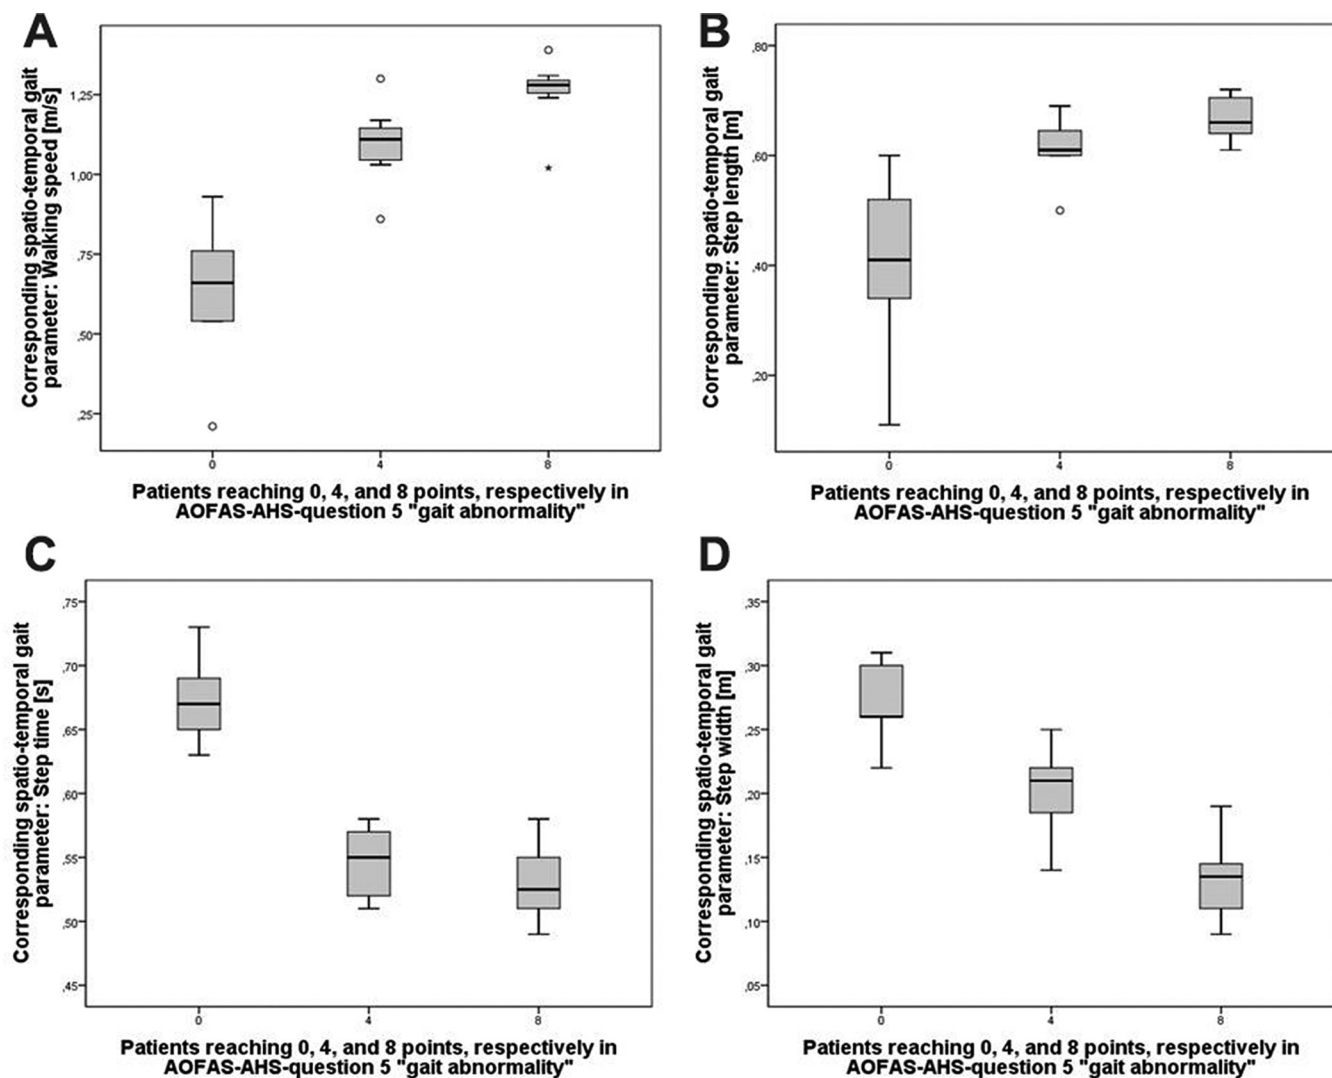 A
Corresponding spatio-temporal gait
parameter: Walking speed [m/s]
1,25
1,00
,75
,50
,25
0
4
8
Patients reaching 0, 4, and 8 points, respectively in
AOFAS-AHS-question 5 "gait abnormality"
B
Corresponding spatio-temporal gait
parameter: Step length [m]
,80
,60
,40
,20
0
4
8
Patients reaching 0, 4, and 8 points, respectively in
AOFAS-AHS-question 5 "gait abnormality"
C
Corresponding spatio-temporal gait
parameter: Step time [s]
,75
,70
,65
,60
,55
,50
,45
0
4
8
Patients reaching 0, 4, and 8 points, respectively in
AOFAS-AHS-question 5 "gait abnormality"
D
Corresponding spatio-temporal gait
parameter: Step width [m]
,35
,30
,25
,20
,15
,10
,05
0
4
8
Patients reaching 0, 4, and 8 points, respectively in
AOFAS-AHS-question 5 "gait abnormality"